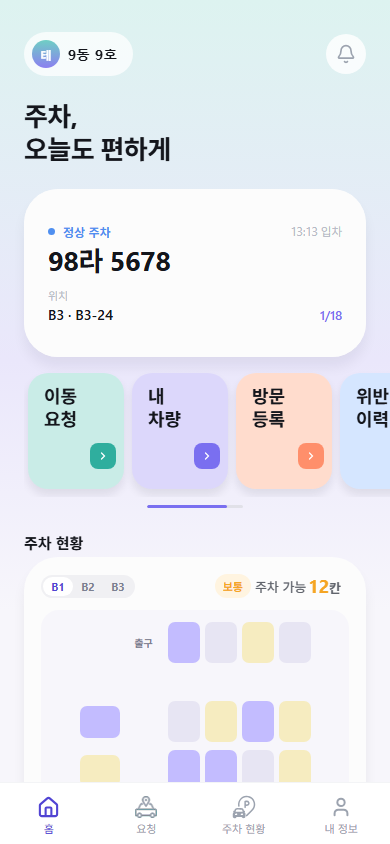 테 9동 9호
주차,
오늘도 편하게
정상 주차 13:13 입차
98라 5678
위치
B3 · B3-24 1/18
이동 내 방문 위반
요청 차량 등록 이력
주차 현황
B1 B2 B3 보통 주차 가능 12칸
출구
P
홈 요청 주차 현황 내 정보